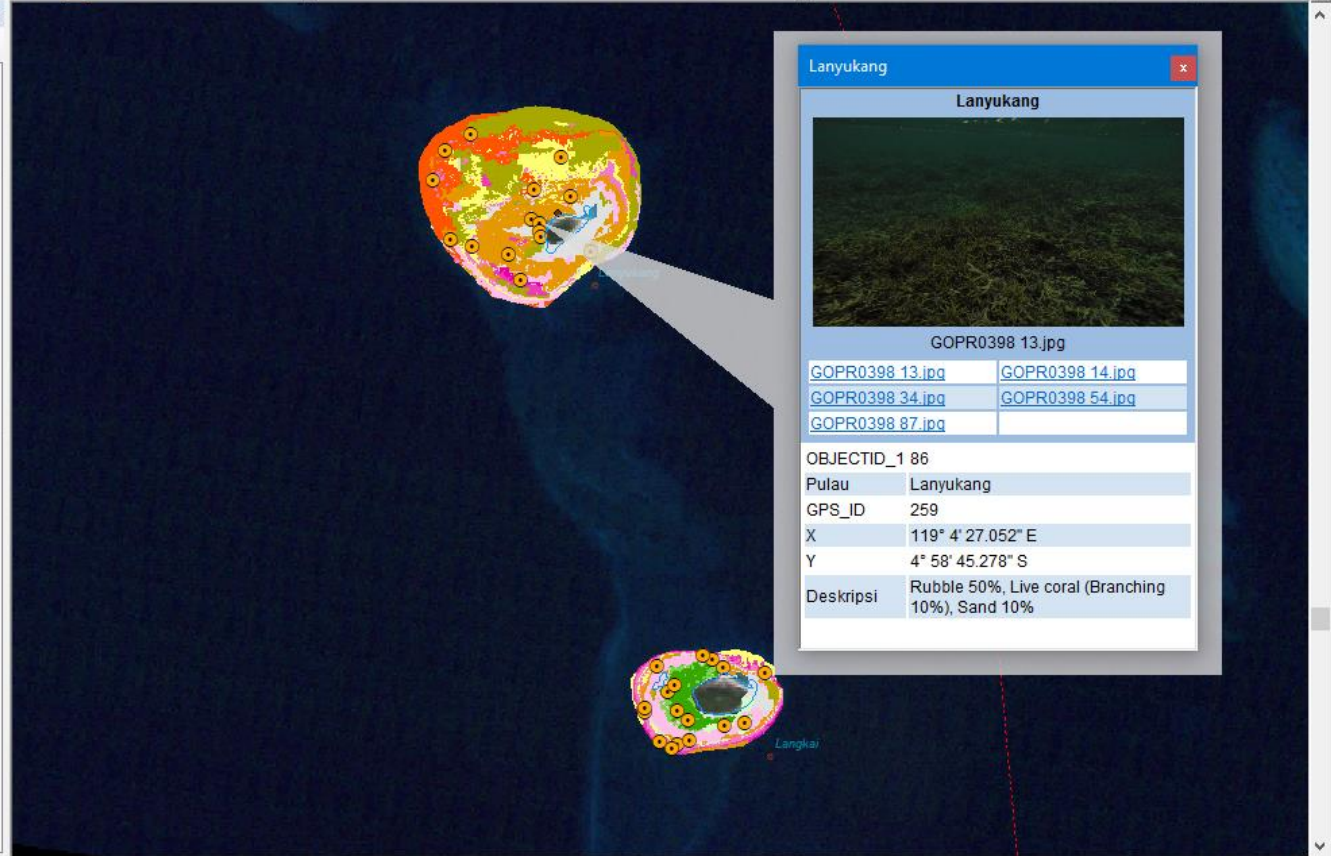 Lanyukang
x
Lanyukang
GOPR0398 13.jpg
GOPR0398 13.jpg GOPR0398 14.jpg
GOPR0398 34.jpg GOPR0398 54.jpg
GOPR0398 87.jpg
OBJECTID_1 86
Pulau Lanyukang
GPS_ID 259
X 119° 4' 27.052" E
Y 4° 58' 45.278" S
Deskripsi Rubble 50%, Live coral (Branching
10%), Sand 10%
Lanyukang
Langkai